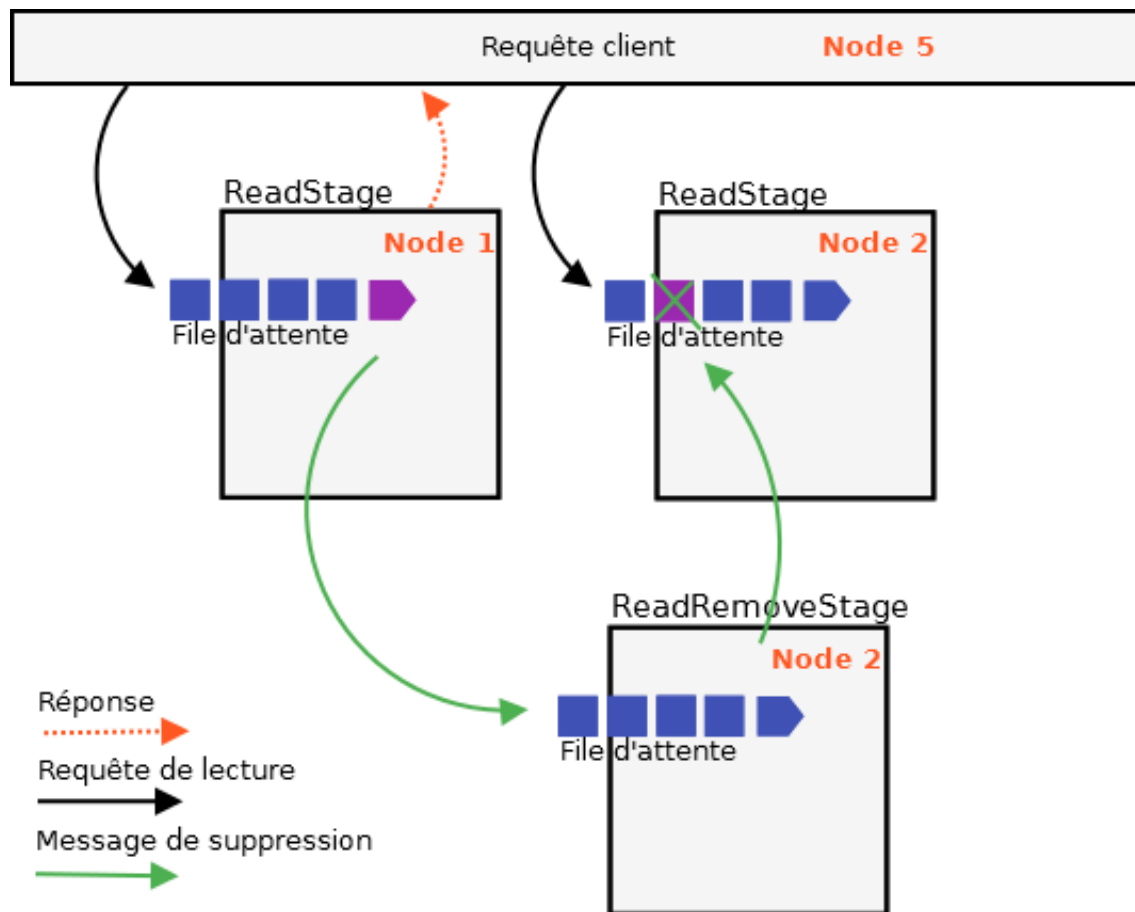 Requête client Node 5
ReadStage
Node 1
File d'attente
ReadStage
Node 2
File d'attente
ReadRemoveStage
Node 2
File d'attente
Réponse
Requête de lecture
Message de suppression